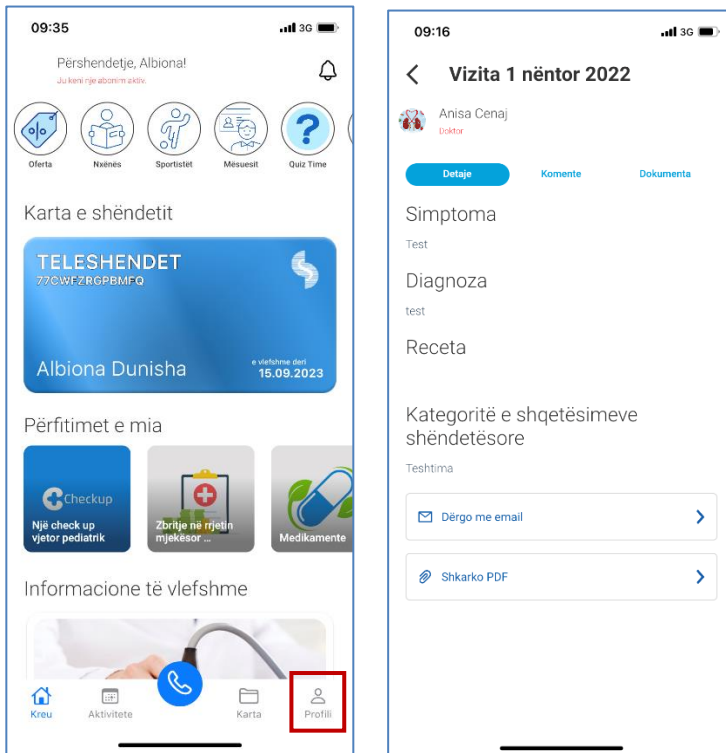 09:35
3G
Përshendetje, Albiona!
Ju keni nje abonim aktiv.
Oferta
Nxënës
Sportistët
Mësuesit
Quiz Time
Karta e shëndetit
TELESHENDET
77CWFZRGPBMFQ
Albiona Dunisha
e vlefshme deri
15.09.2023
Përfitimet e mia
Checkup
Një check up
vjetor pediatrik
Zbritje në rrjetin
mjekësor ...
Medikamente
Informacione të vlefshme
Kreu
Aktivitete
Karta
Profili
09:16
3G
Vizita 1 nëntor 2022
Anisa Cenaj
Doktor
Detaje
Komente
Dokumenta
Simptoma
Test
Diagnoza
test
Receta
Kategoritë e shqetësimeve
shëndetësore
Teshtima
Dërgo me email
Shkarko PDF